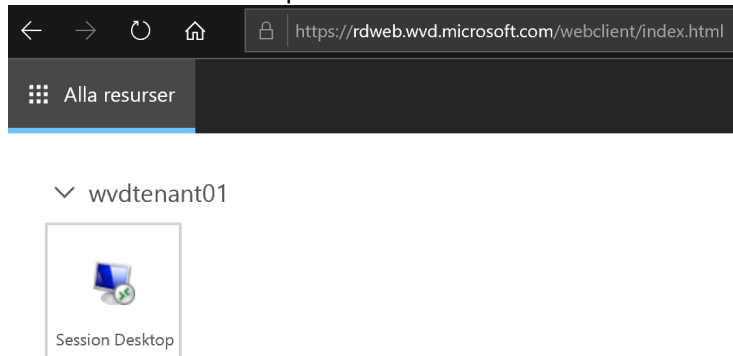 https://rdweb.wvd.microsoft.com/webclient/index.html
Alla resurser
wvdtenant01
Session Desktop